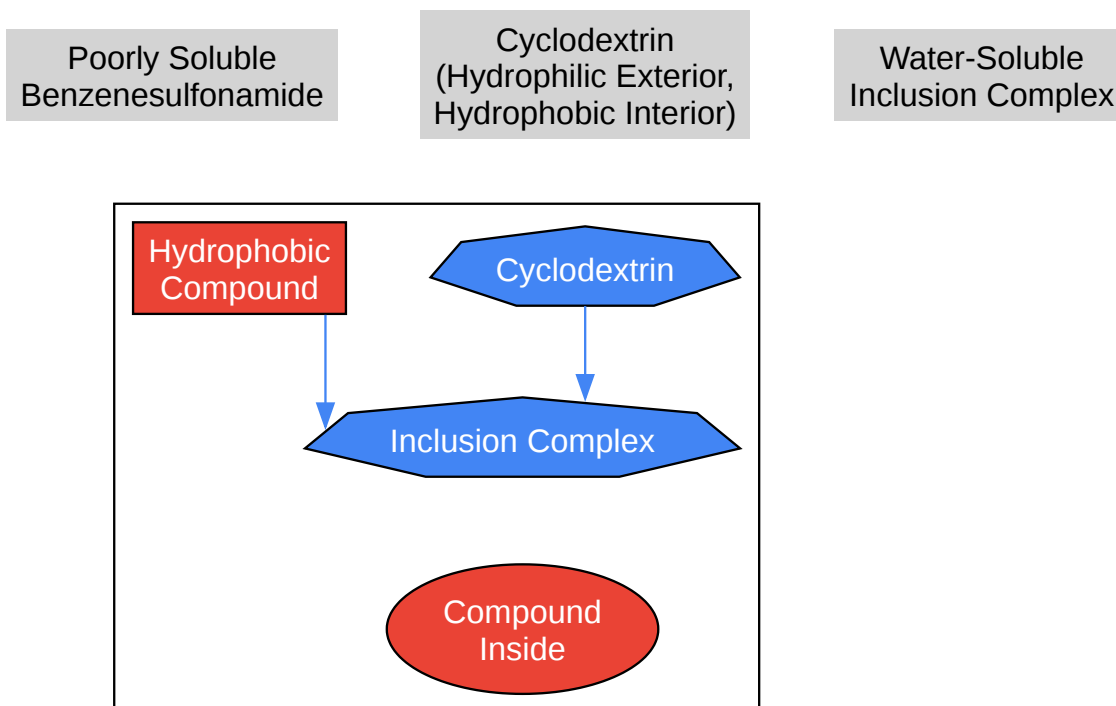 Poorly Soluble
Benzenesulfonamide
Cyclodextrin
(Hydrophilic Exterior,
Hydrophobic Interior)
Water-Soluble
Inclusion Complex
Hydrophobic
Compound
Cyclodextrin
Inclusion Complex
Compound
Inside